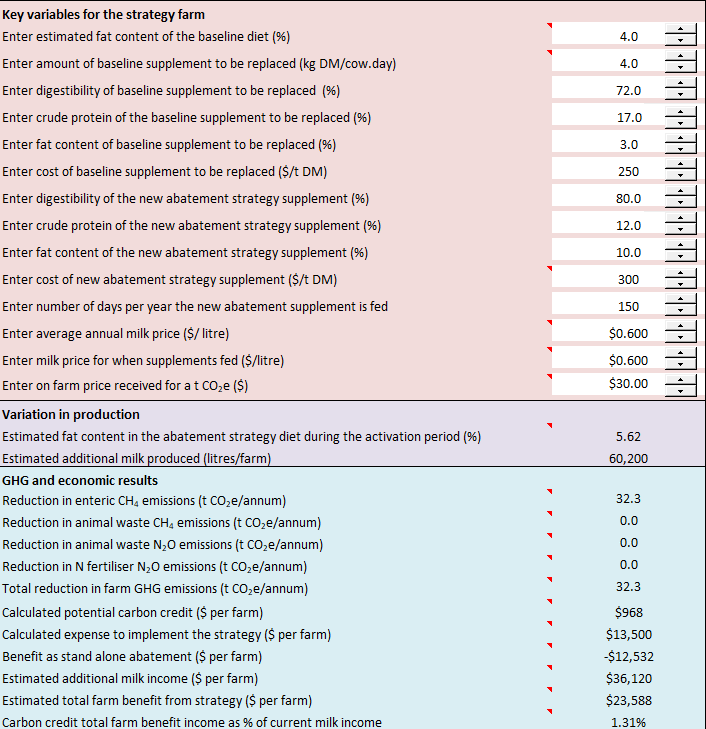 Key variables for the strategy farm
Enter estimated fat content of the baseline diet (%) 4.0
Enter amount of baseline supplement to be replaced (kg DM/cow.day) 4.0
Enter digestibility of baseline supplement to be replaced (%) 72.0
Enter crude protein of the baseline supplement to be replaced (%) 17.0
Enter fat content of baseline supplement to be replaced (%) 3.0
Enter cost of baseline supplement to be replaced ($/t DM) 250
Enter digestibility of the new abatement strategy supplement (%) 80.0
Enter crude protein of the new abatement strategy supplement (%) 12.0
Enter fat content of the new abatement strategy supplement (%) 10.0
Enter cost of new abatement strategy supplement ($/t DM) 300
Enter number of days per year the new abatement supplement is fed 150
Enter average annual milk price ($/ litre) $0.600
Enter milk price for when supplements fed ($/litre) $0.600
Enter on farm price received for a t CO₂e ($) $30.00
Variation in production
Estimated fat content in the abatement strategy diet during the activation period (%) 5.62
Estimated additional milk produced (litres/farm) 60,200
GHG and economic results
Reduction in enteric CH₄ emissions (t CO₂e/annum) 32.3
Reduction in animal waste CH₄ emissions (t CO₂e/annum) 0.0
Reduction in animal waste N₂O emissions (t CO₂e/annum) 0.0
Reduction in N fertiliser N₂O emissions (t CO₂e/annum) 0.0
Total reduction in farm GHG emissions (t CO₂e/annum) 32.3
Calculated potential carbon credit ($ per farm) $968
Calculated expense to implement the strategy ($ per farm) $13,500
Benefit as stand alone abatement ($ per farm) -$12,532
Estimated additional milk income ($ per farm) $36,120
Estimated total farm benefit from strategy ($ per farm) $23,588
Carbon credit total farm benefit income as % of current milk income 1.31%